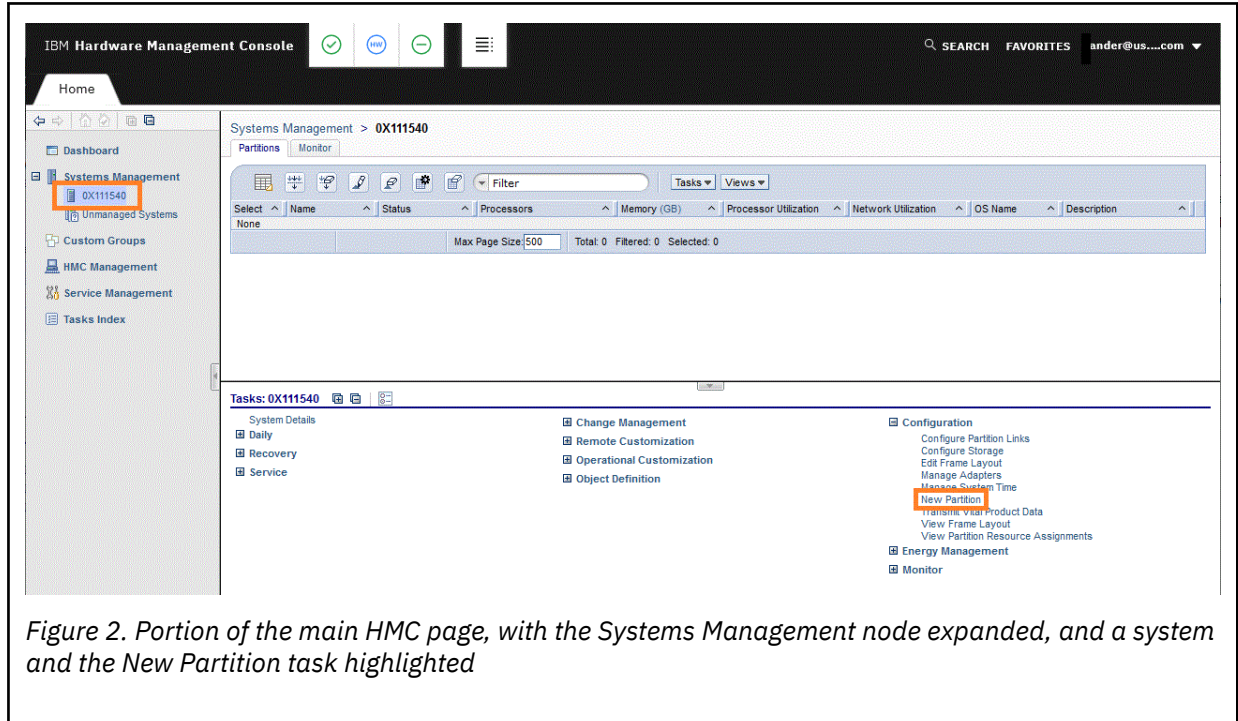 IBM Hardware Management Console HW SEARCH FAVORITES ander@us....com
Home
Dashboard
Systems Management
0X111540
Unmanaged Systems
Custom Groups
HMC Management
Service Management
Tasks Index
Systems Management > 0X111540
Partitions Monitor
Filter Tasks Views
Select Name Status Processors Memory (GB) Processor Utilization Network Utilization OS Name Description
None
Max Page Size: 500 Total: 0 Filtered: 0 Selected: 0
Tasks: 0X111540
System Details
Daily
Recovery
Service
Change Management
Remote Customization
Operational Customization
Object Definition
Configuration
Configure Partition Links
Configure Storage
Edit Frame Layout
Manage Adapters
Manage System Time
New Partition
Transmit Vital Product Data
View Frame Layout
View Partition Resource Assignments
Energy Management
Monitor
Figure 2. Portion of the main HMC page, with the Systems Management node expanded, and a system
and the New Partition task highlighted